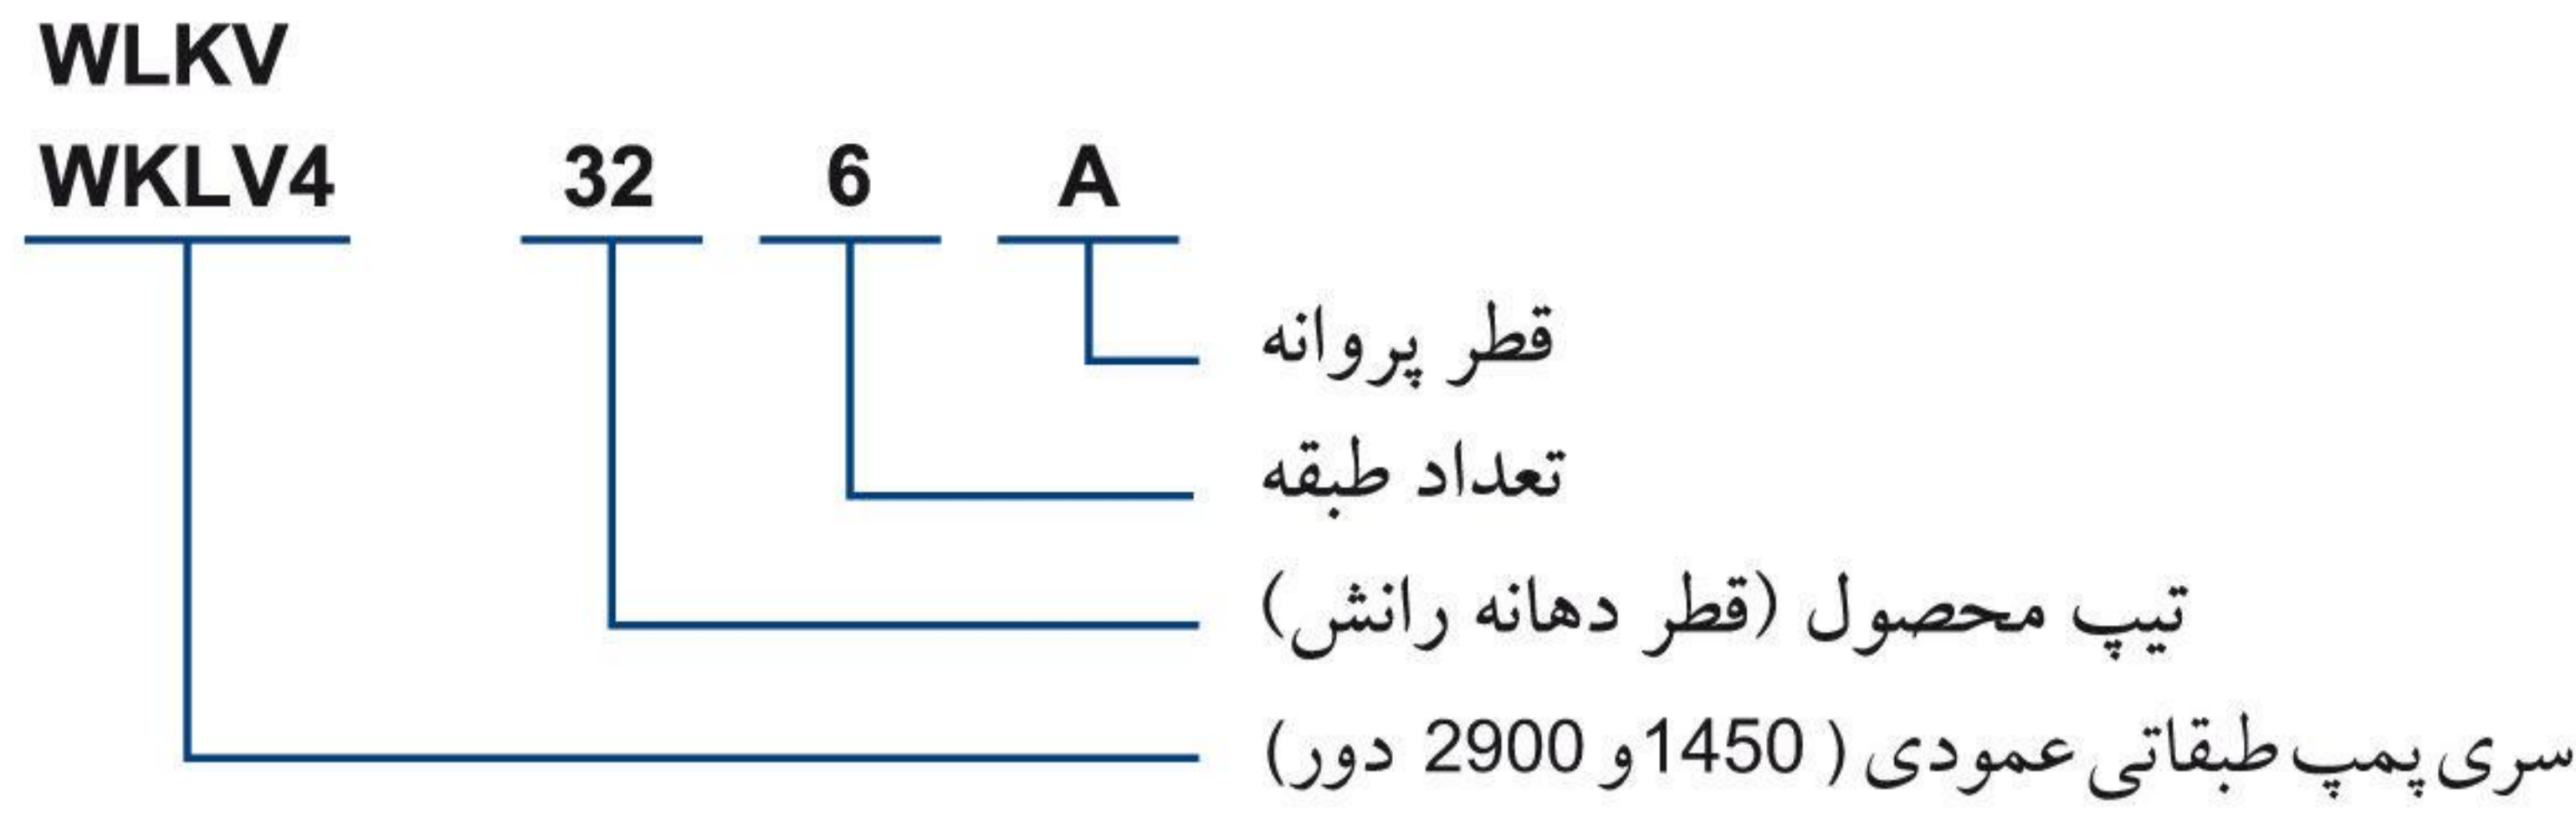 WLKV
WKLV4 32 6 A
قطر پروانه
تعداد طبقه
تیپ محصول (قطر دهانه رانش)
سری پمپ طبقاتی عمودی ( 1450 و 2900 دور)